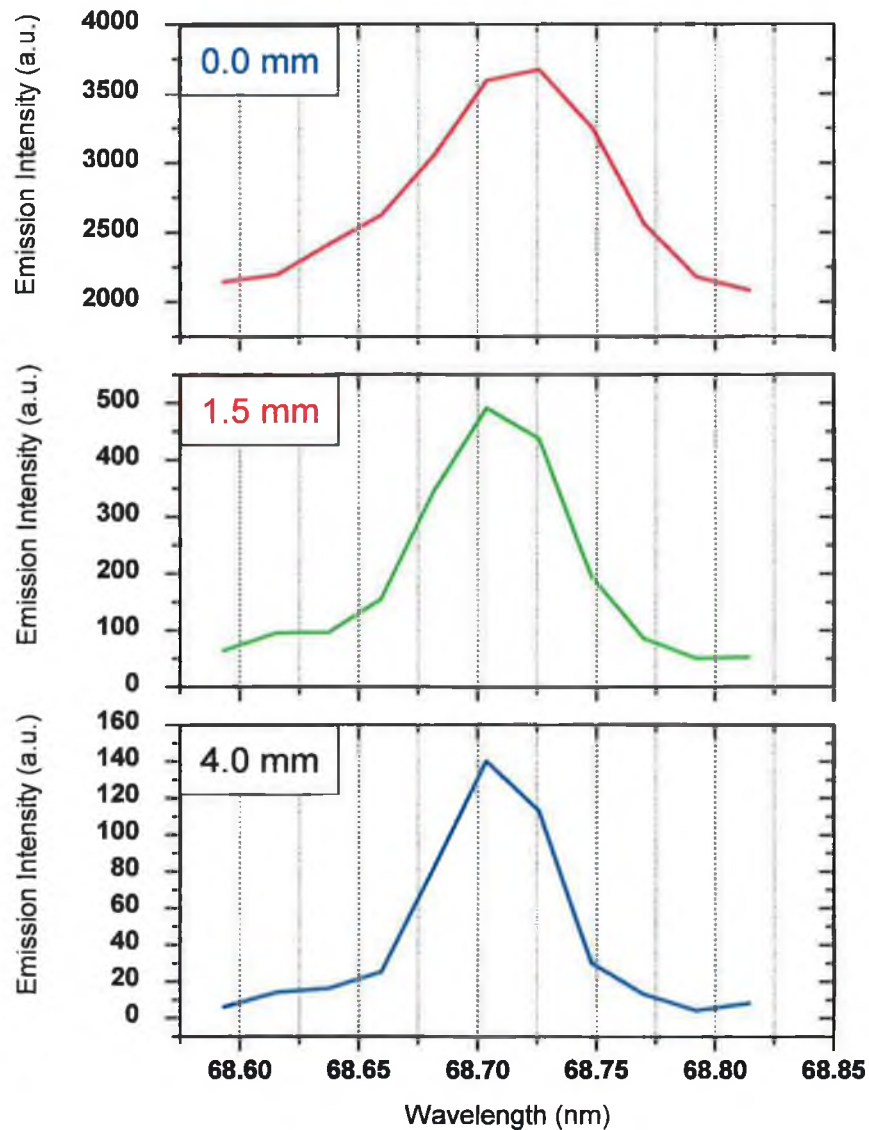 Emission Intensity (a.u.)
4000
3500
3000
2500
2000
0.0 mm
Emission Intensity (a.u.)
500
400
300
200
100
0
1.5 mm
Emission Intensity (a.u.)
160
140
120
100
80
60
40
20
0
4.0 mm
68.60 68.65 68.70 68.75 68.80 68.85
Wavelength (nm)